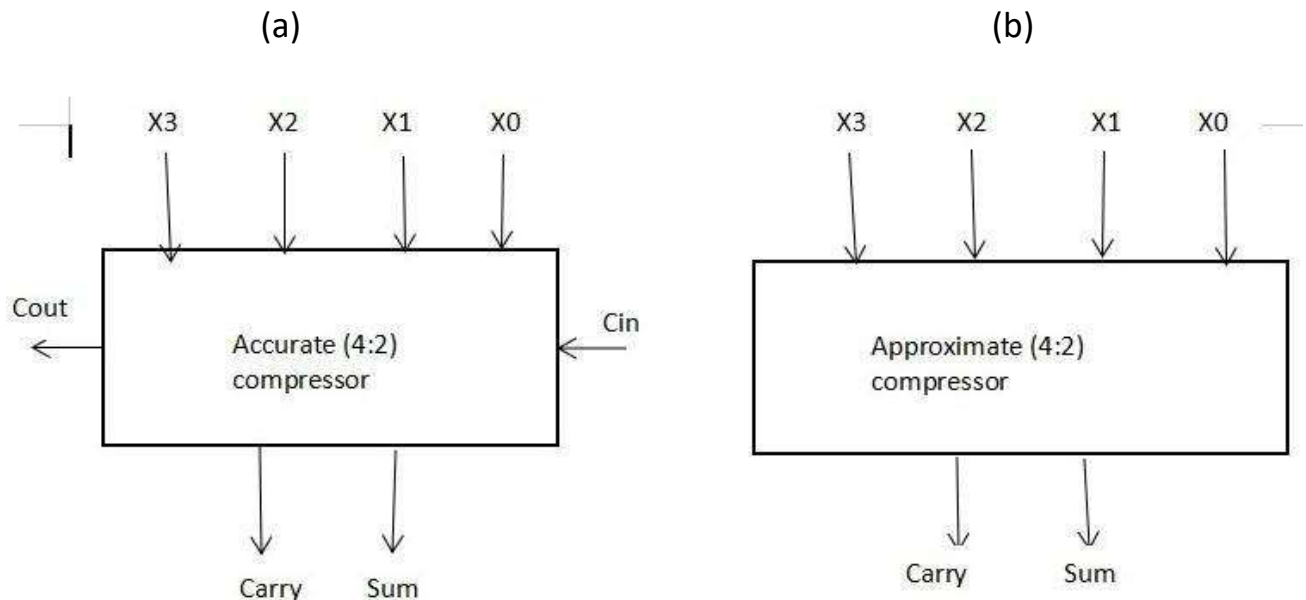 (a) (b)
X3 X2 X1 X0 X3 X2 X1 X0
Cout
Cin
Accurate (4:2)
compressor
Approximate (4:2)
compressor
Carry Sum
Carry Sum